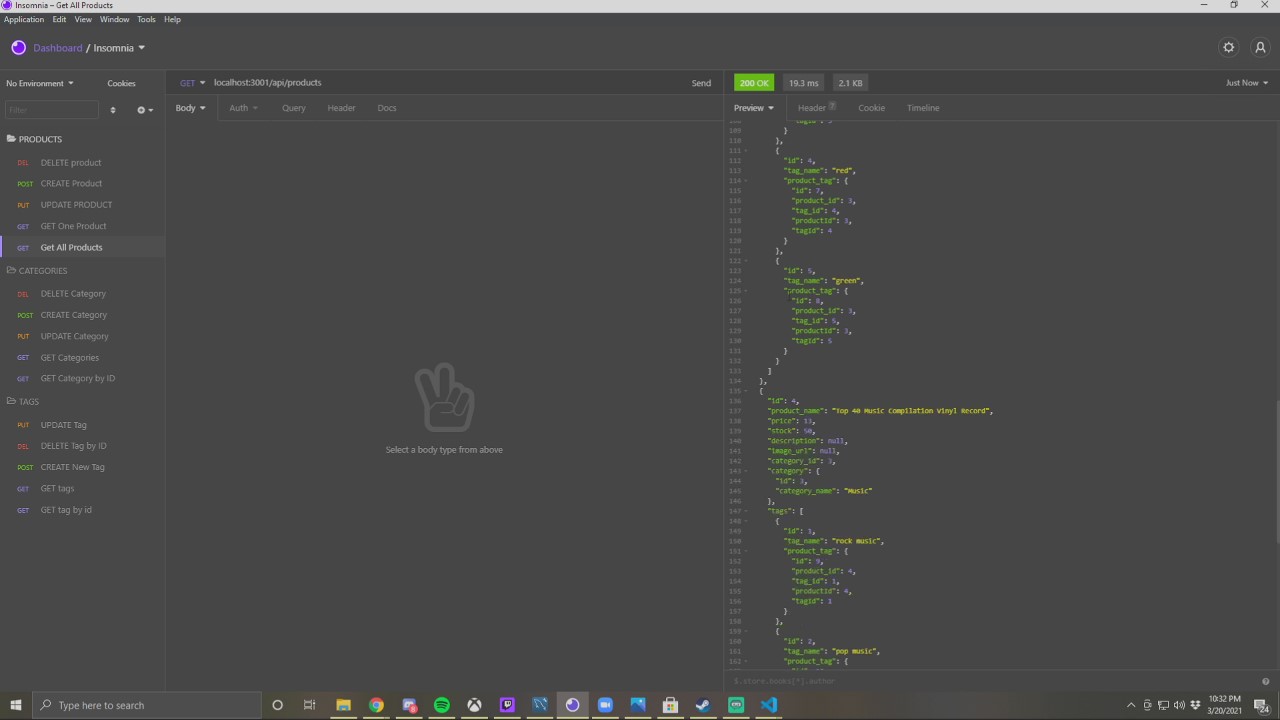 Insomnia – Get All Products
Application Edit View Window Tools Help
Dashboard / Insomnia
No Environment Cookies
GET localhost:3001/api/products Send
200 OK 19.3 ms 2.1 KB Just Now
Filter
Body Auth Query Header Docs
Preview Header 7 Cookie Timeline
PRODUCTS
DEL DELETE product
POST CREATE Product
PUT UPDATE PRODUCT
GET GET One Product
GET Get All Products
CATEGORIES
DEL DELETE Category
POST CREATE Category
PUT UPDATE Category
GET GET Categories
GET GET Category by ID
TAGS
PUT UPDATE Tag
DEL DELETE Tag by ID
POST CREATE New Tag
GET GET tags
GET GET tag by id
Select a body type from above
109 }
110 },
111 {
112 "id": 4,
113 "tag_name": "red",
114 "product_tag": {
115 "id": 7,
116 "product_id": 3,
117 "tag_id": 4,
118 "productId": 3,
119 "tagId": 4
120 }
121 },
122 {
123 "id": 5,
124 "tag_name": "green",
125 "product_tag": {
126 "id": 8,
127 "product_id": 3,
128 "tag_id": 5,
129 "productId": 3,
130 "tagId": 5
131 }
132 }
133 ]
134 },
135 {
136 "id": 4,
137 "product_name": "Top 40 Music Compilation Vinyl Record",
138 "price": 13,
139 "stock": 50,
140 "description": null,
141 "image_url": null,
142 "category_id": 3,
143 "category": {
144 "id": 3,
145 "category_name": "Music"
146 },
147 "tags": [
148 {
149 "id": 1,
150 "tag_name": "rock music",
151 "product_tag": {
152 "id": 9,
153 "product_id": 4,
154 "tag_id": 1,
155 "productId": 4,
156 "tagId": 1
157 }
158 },
159 {
160 "id": 2,
161 "tag_name": "pop music",
162 "product_tag": {
$.store.books[*].author
Type here to search
10:32 PM
3/20/2021
24